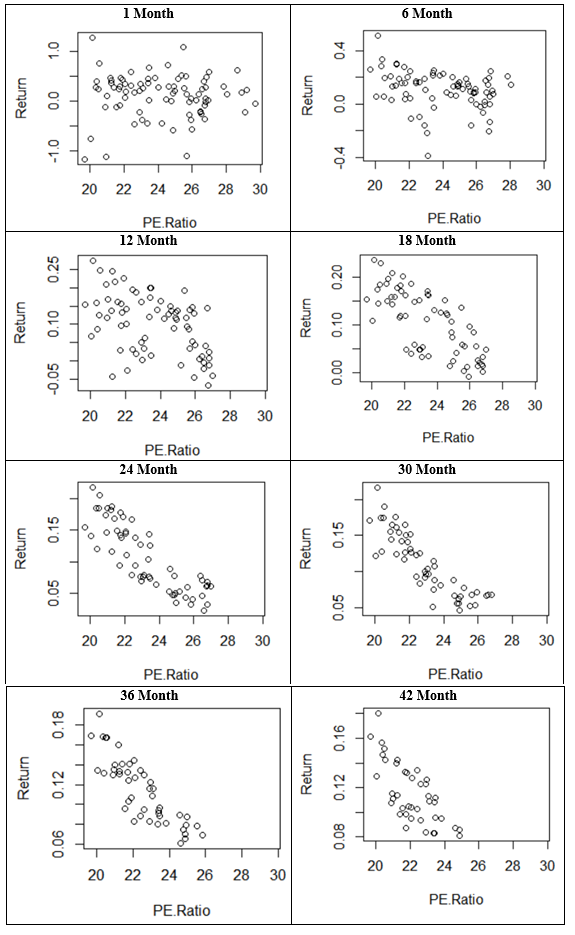 1 Month
Return
1.0
0.0
-1.0
20 22 24 26 28 30
PE.Ratio
6 Month
Return
0.4
0.0
-0.4
20 22 24 26 28 30
PE.Ratio
12 Month
Return
0.25
0.10
-0.05
20 22 24 26 28 30
PE.Ratio
18 Month
Return
0.20
0.10
0.00
20 22 24 26 28 30
PE.Ratio
24 Month
Return
0.15
0.05
20 22 24 26 28 30
PE.Ratio
30 Month
Return
0.15
0.05
20 22 24 26 28 30
PE.Ratio
36 Month
Return
0.18
0.12
0.06
20 22 24 26 28 30
PE.Ratio
42 Month
Return
0.16
0.12
0.08
20 22 24 26 28 30
PE.Ratio